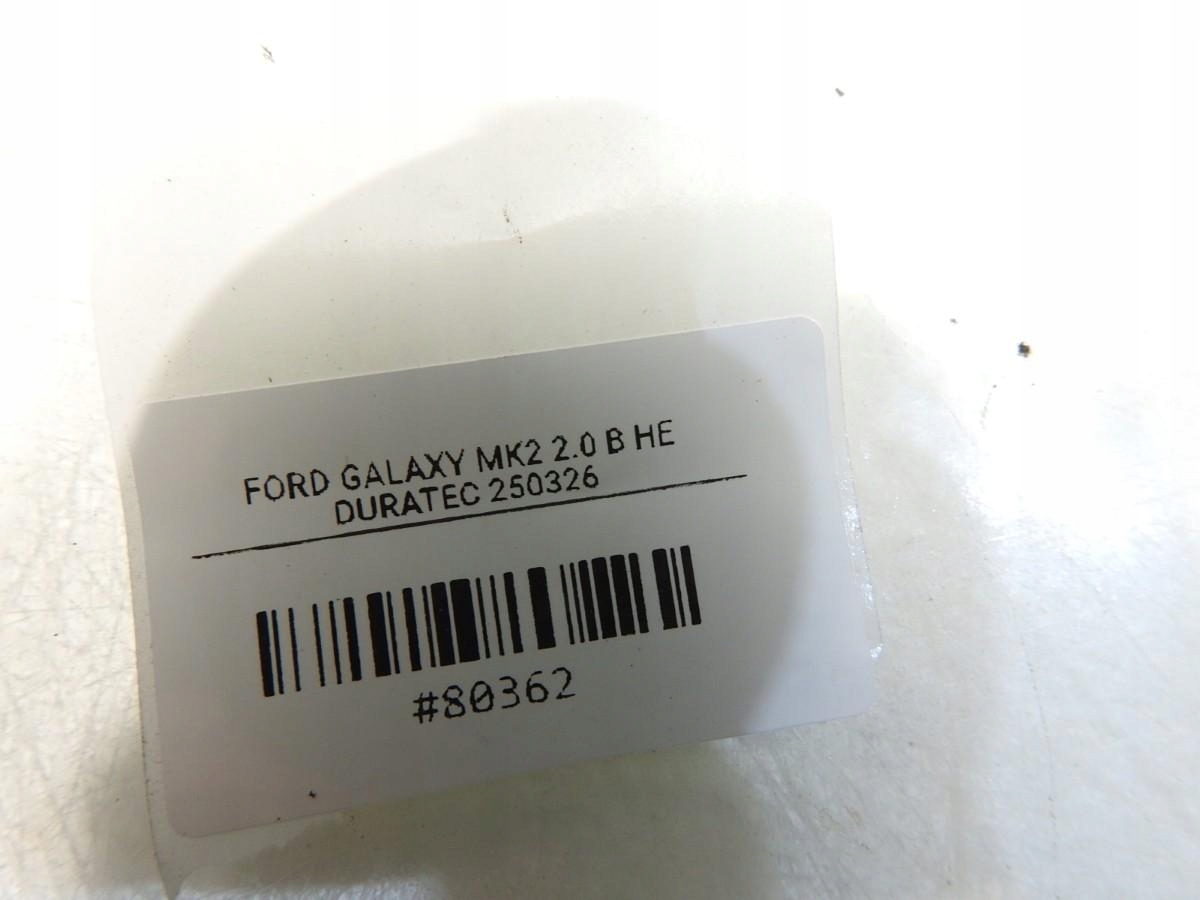 FORD GALAXY MK2 2.0 B HE
DURATEC 250326
#80362